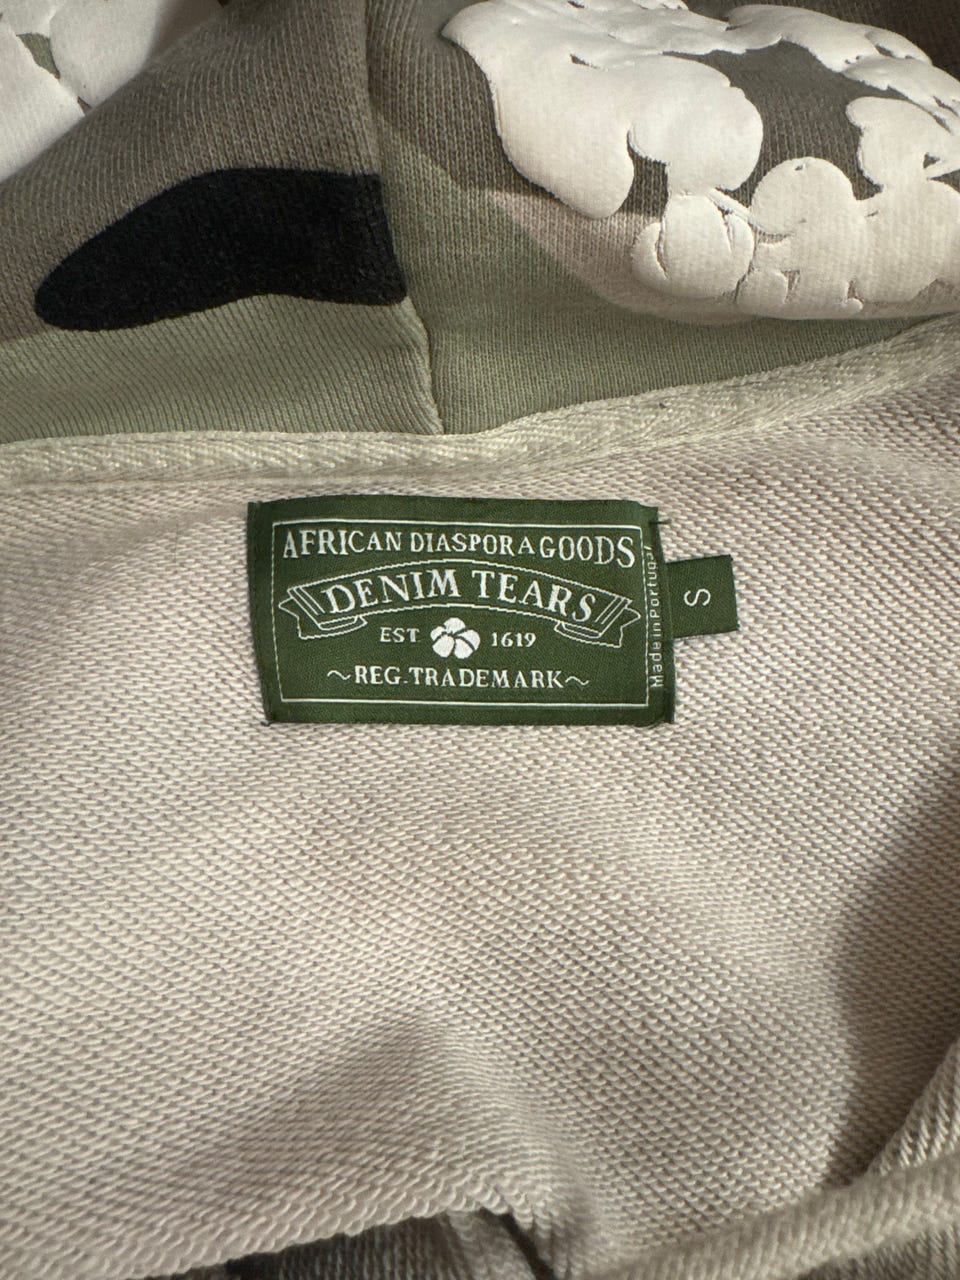 AFRICAN DIASPORA GOODS
DENIM TEARS
EST 1619
~REG.TRADEMARK~
Made in Portugal
S